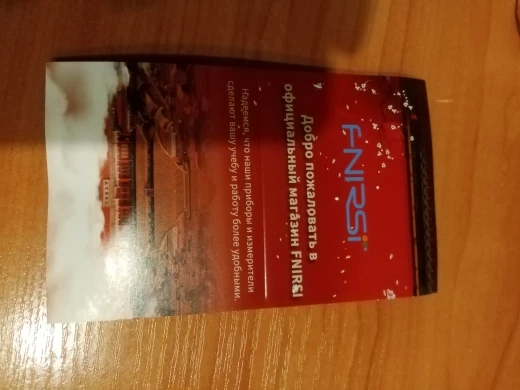 FNIRSI
Добро пожаловать в
официальный магазин FNIRSI
Надеемся, что наши приборы и измерители
сделают вашу учебу и работу более удобными.